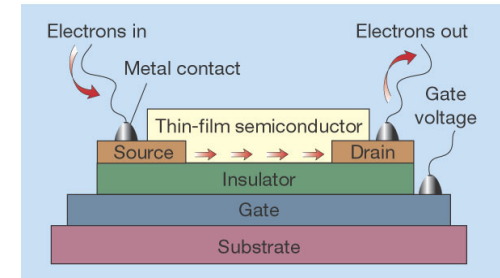 Electrons in
Electrons out
Metal contact
Gate
voltage
Thin-film semiconductor
Source
Drain
Insulator
Gate
Substrate